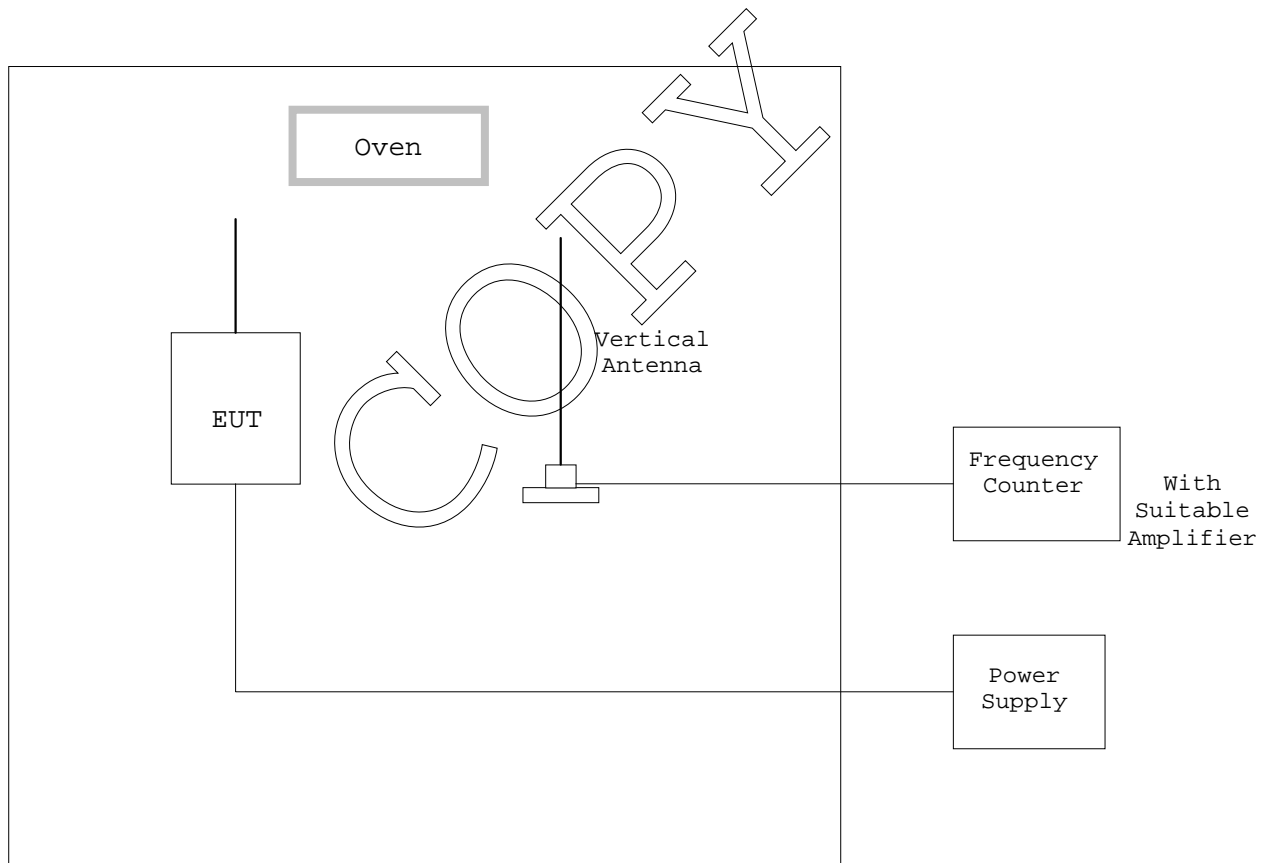 COPY
Oven
Vertical
Antenna
EUT
Frequency
Counter
With
Suitable
Amplifier
Power
Supply